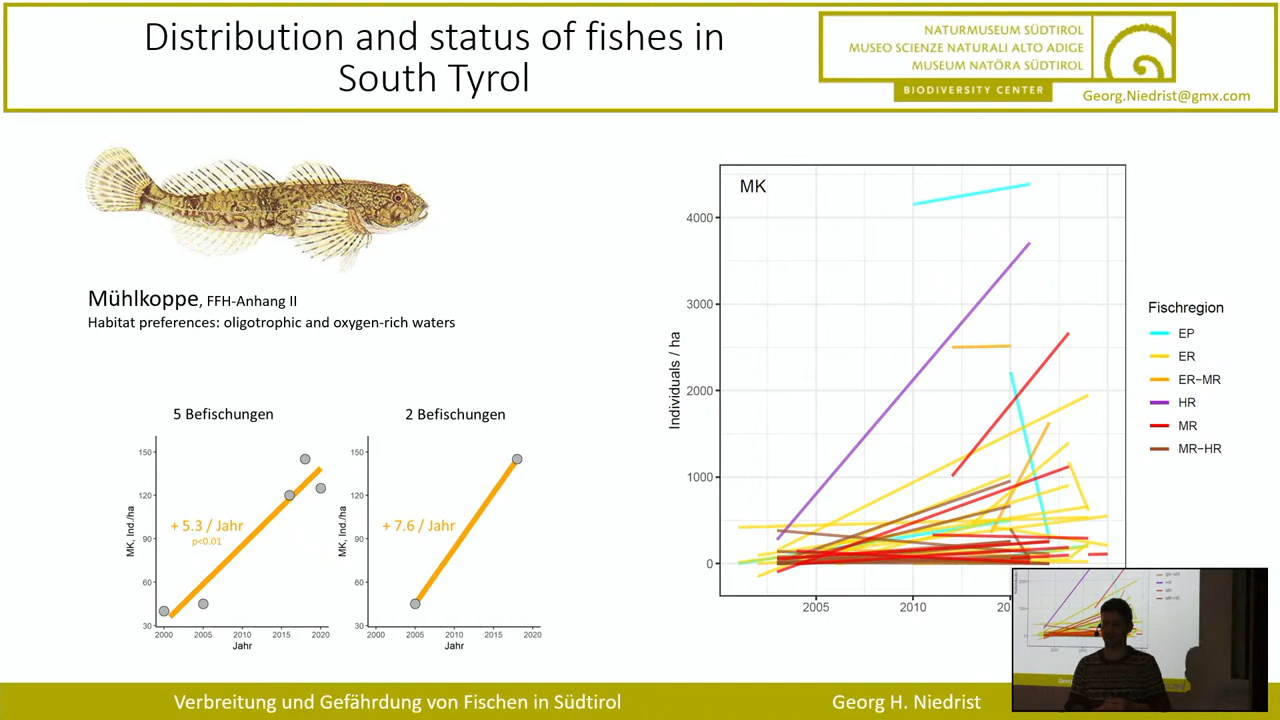 Distribution and status of fishes in
South Tyrol
NATURMUSEUM SÜDTIROL
MUSEO SCIENZE NATURALI ALTO ADIGE
MUSEUM NATÖRA SÜDTIROL
BIODIVERSITY CENTER
Georg.Niedrist@gmx.com
Mühlkoppe, FFH-Anhang II
Habitat preferences: oligotrophic and oxygen-rich waters
5 Befischungen
MK, Ind./ha
150
120
90
60
30
+ 5.3 / Jahr
p<0.01
2000 2005 2010 2015 2020
Jahr
2 Befischungen
MK, Ind./ha
150
120
90
60
30
+ 7.6 / Jahr
2000 2005 2010 2015 2020
Jahr
MK
Individuals / ha
4000
3000
2000
1000
0
2005 2010 20
Fischregion
EP
ER
ER−MR
HR
MR
MR−HR
Verbreitung und Gefährdung von Fischen in Südtirol
Georg H. Niedrist